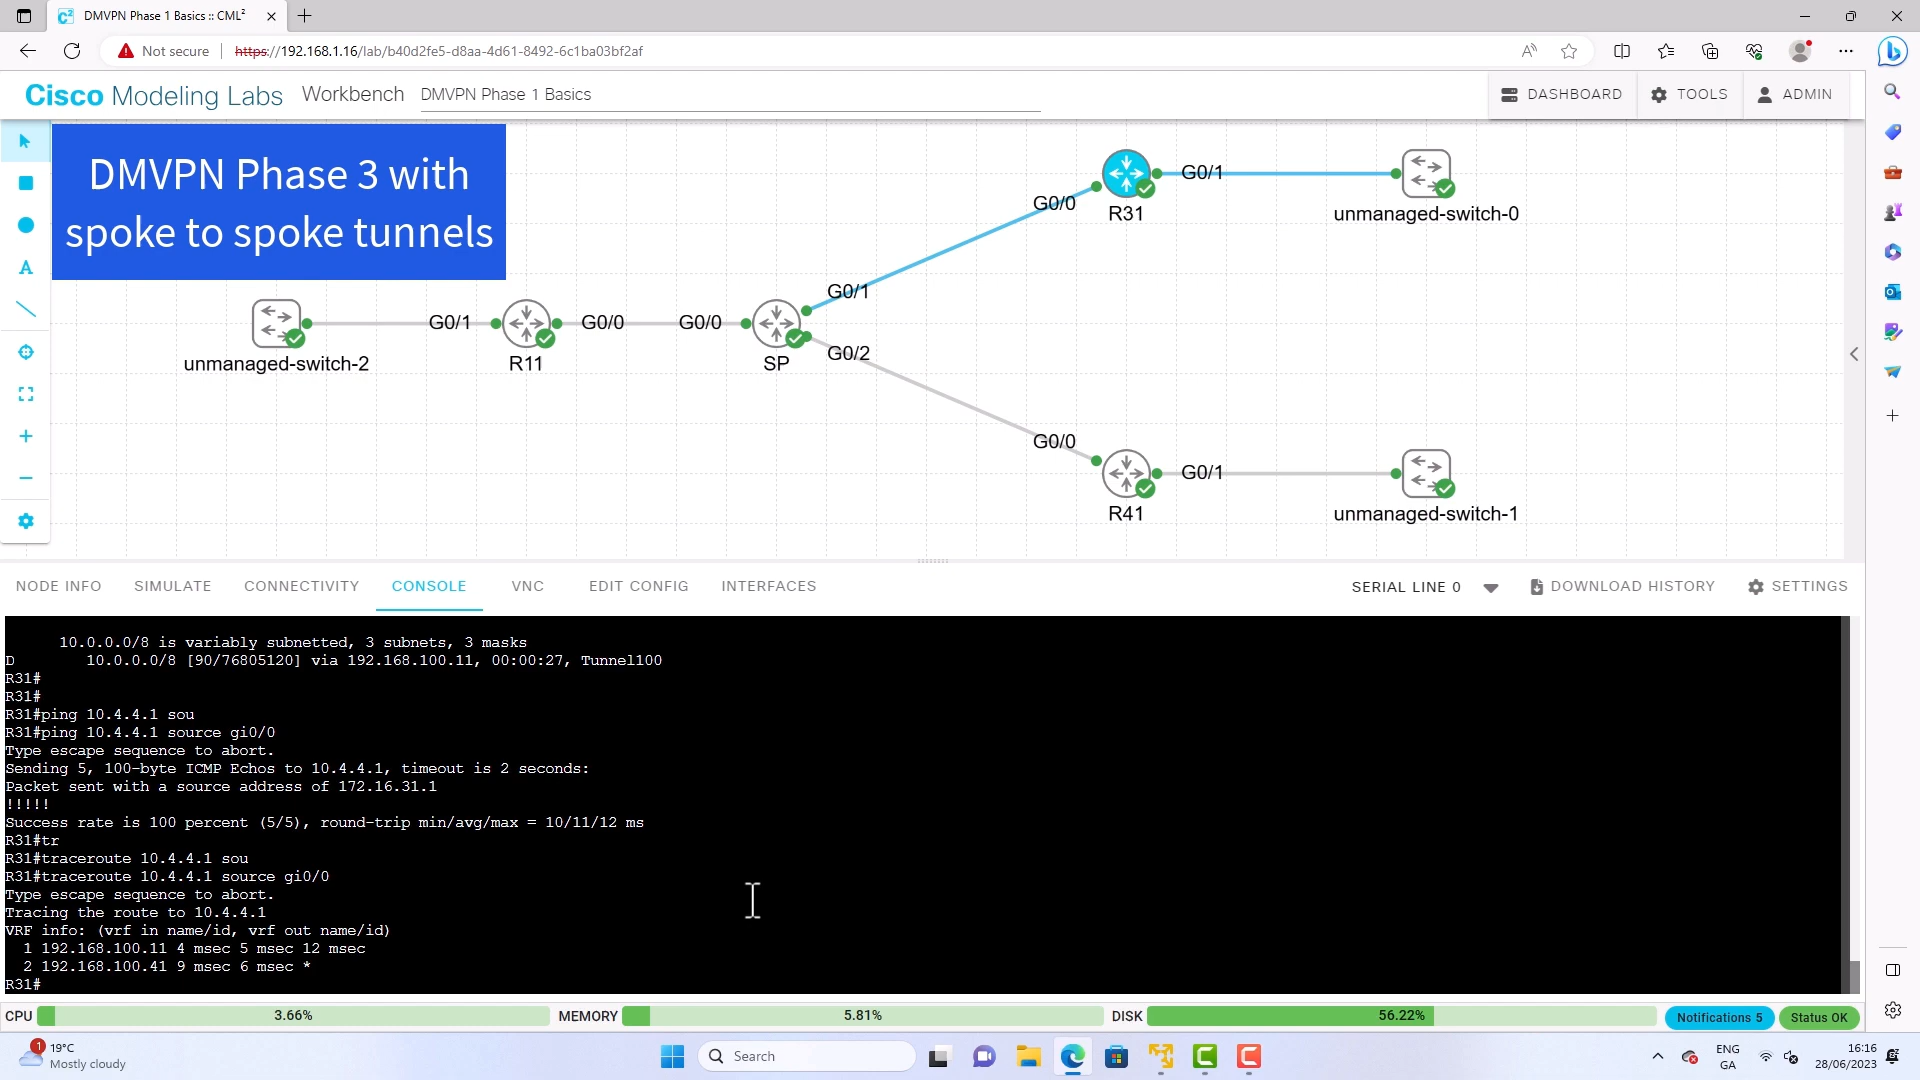 DMVPN Phase 1 Basics :: CML²
Not secure
https://192.168.1.16/lab/b40d2fe5-d8aa-4d61-8492-6c1ba03bf2af
Cisco Modeling Labs
Workbench
DMVPN Phase 1 Basics
DASHBOARD
TOOLS
ADMIN
DMVPN Phase 3 with
spoke to spoke tunnels
G0/1
G0/0
R31
unmanaged-switch-0
G0/1
G0/1
G0/0
G0/0
G0/2
unmanaged-switch-2
R11
SP
G0/0
G0/1
R41
unmanaged-switch-1
NODE INFO
SIMULATE
CONNECTIVITY
CONSOLE
VNC
EDIT CONFIG
INTERFACES
SERIAL LINE 0
DOWNLOAD HISTORY
SETTINGS
10.0.0.0/8 is variably subnetted, 3 subnets, 3 masks
D 10.0.0.0/8 [90/76805120] via 192.168.100.11, 00:00:27, Tunnel100
R31#
R31#
R31#ping 10.4.4.1 sou
R31#ping 10.4.4.1 source gi0/0
Type escape sequence to abort.
Sending 5, 100-byte ICMP Echos to 10.4.4.1, timeout is 2 seconds:
Packet sent with a source address of 172.16.31.1
!!!!!
Success rate is 100 percent (5/5), round-trip min/avg/max = 10/11/12 ms
R31#tr
R31#traceroute 10.4.4.1 sou
R31#traceroute 10.4.4.1 source gi0/0
Type escape sequence to abort.
Tracing the route to 10.4.4.1
VRF info: (vrf in name/id, vrf out name/id)
1 192.168.100.11 4 msec 5 msec 12 msec
2 192.168.100.41 9 msec 6 msec *
R31#
CPU
3.66%
MEMORY
5.81%
DISK
56.22%
Notifications 5
Status OK
1
19°C
Mostly cloudy
Search
ENG
GA
16:16
28/06/2023